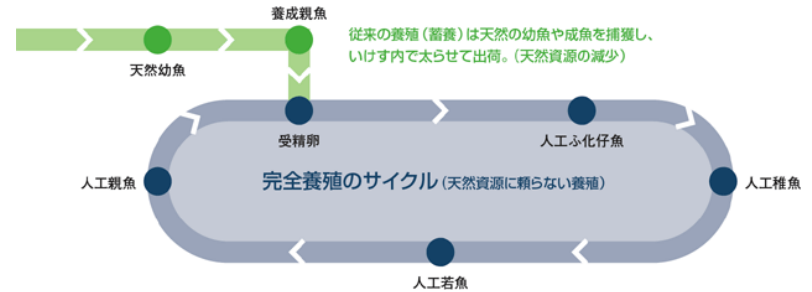 養成親魚
従来の養殖（蓄養）は天然の幼魚や成魚を捕獲し、
いけす内で太らせて出荷。（天然資源の減少）
天然幼魚
受精卵
人工ふ化仔魚
人工親魚
完全養殖のサイクル（天然資源に頼らない養殖）
人工稚魚
人工若魚